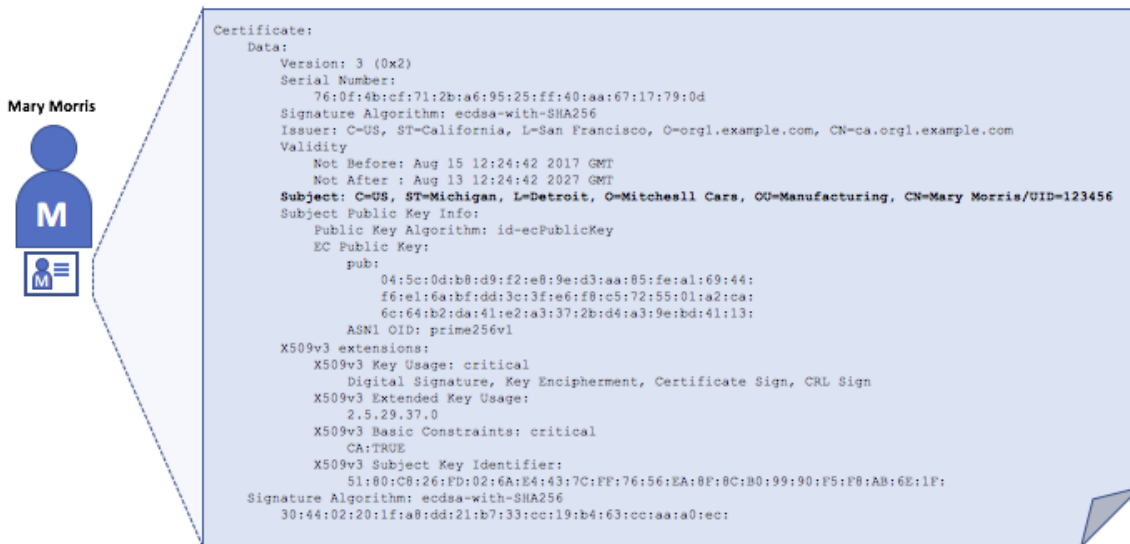 Mary Morris
M
M
Certificate:
Data:
Version: 3 (0x2)
Serial Number:
76:0f:4b:cf:71:2b:a6:95:25:ff:40:aa:67:17:79:0d
Signature Algorithm: ecdsa-with-SHA256
Issuer: C=US, ST=California, L=San Francisco, O=org1.example.com, CN=ca.org1.example.com
Validity
Not Before: Aug 15 12:24:42 2017 GMT
Not After : Aug 13 12:24:42 2027 GMT
Subject: C=US, ST=Michigan, L=Detroit, O=Mitchesll Cars, OU=Manufacturing, CN=Mary Morris/UID=123456
Subject Public Key Info:
Public Key Algorithm: id-ecPublicKey
EC Public Key:
pub:
04:5c:0d:b8:d9:f2:e8:9e:d3:aa:85:fe:a1:69:44:
f6:e1:6a:bf:dd:3c:3f:e6:f8:c5:72:55:01:a2:ca:
6c:64:b2:da:41:e2:a3:37:2b:d4:a3:9e:bd:41:13:
ASN1 OID: prime256v1
X509v3 extensions:
X509v3 Key Usage: critical
Digital Signature, Key Encipherment, Certificate Sign, CRL Sign
X509v3 Extended Key Usage:
2.5.29.37.0
X509v3 Basic Constraints: critical
CA:TRUE
X509v3 Subject Key Identifier:
51:80:C8:26:FD:02:6A:E4:43:7C:FF:76:56:EA:8F:8C:B0:99:90:F5:F8:AB:6E:1F:
Signature Algorithm: ecdsa-with-SHA256
30:44:02:20:1f:a8:dd:21:b7:33:cc:19:b4:63:cc:aa:a0:ec: